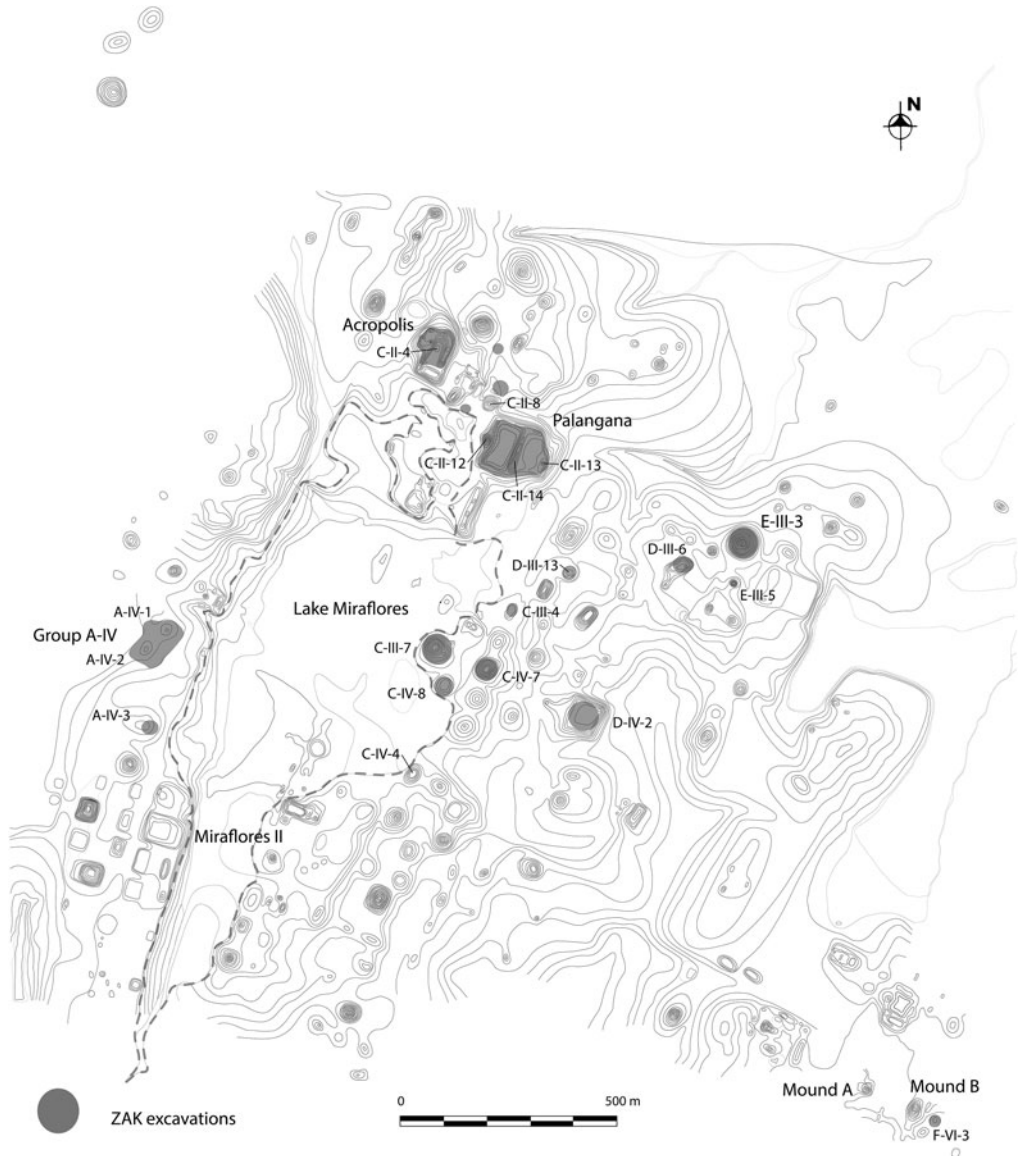 N
Acropolis
C-II-4
C-II-8
Palangana
C-II-12
C-II-13
C-II-14
E-III-3
D-III-6
D-III-13
E-III-5
A-IV-1
Lake Miraflores
C-III-4
Group A-IV
C-III-7
A-IV-2
C-IV-7
C-IV-8
A-IV-3
D-IV-2
C-IV-4
Miraflores II
Mound A
Mound B
0
500 m
ZAK excavations
F-VI-3